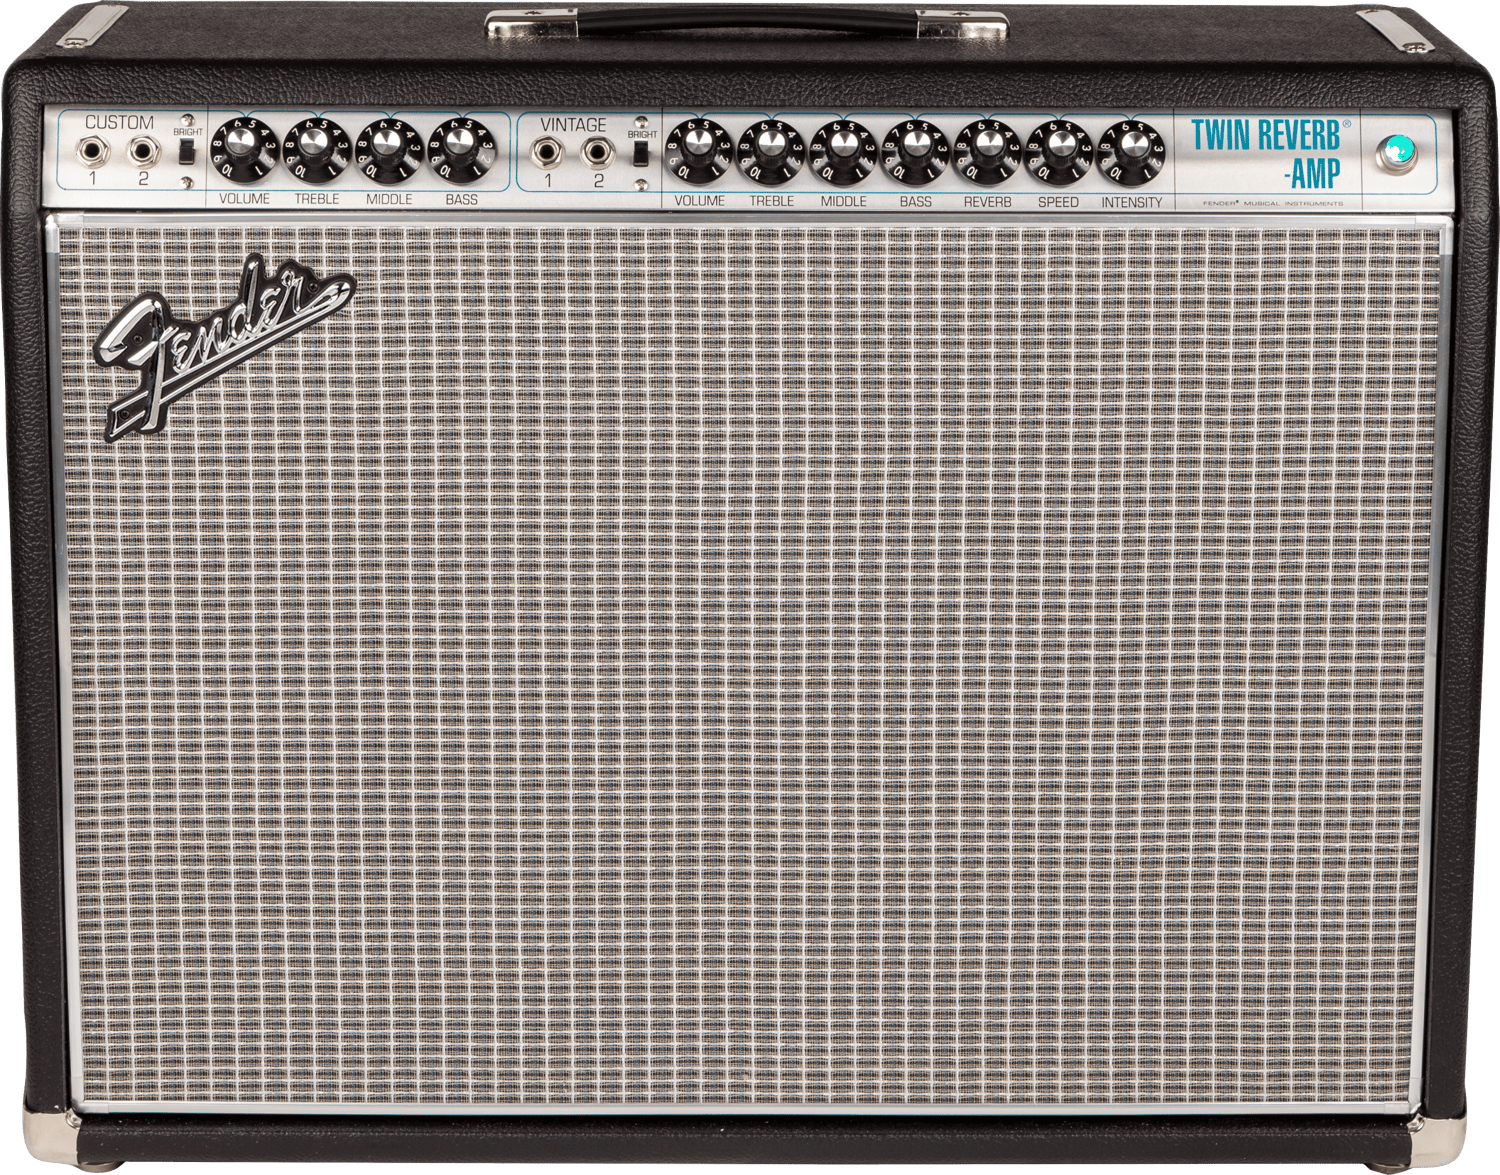 CUSTOM
BRIGHT
1 2
VOLUME TREBLE MIDDLE BASS
VINTAGE
BRIGHT
1 2
VOLUME TREBLE MIDDLE BASS REVERB SPEED INTENSITY
TWIN REVERB®
-AMP
FENDER® MUSICAL INSTRUMENTS
Fender